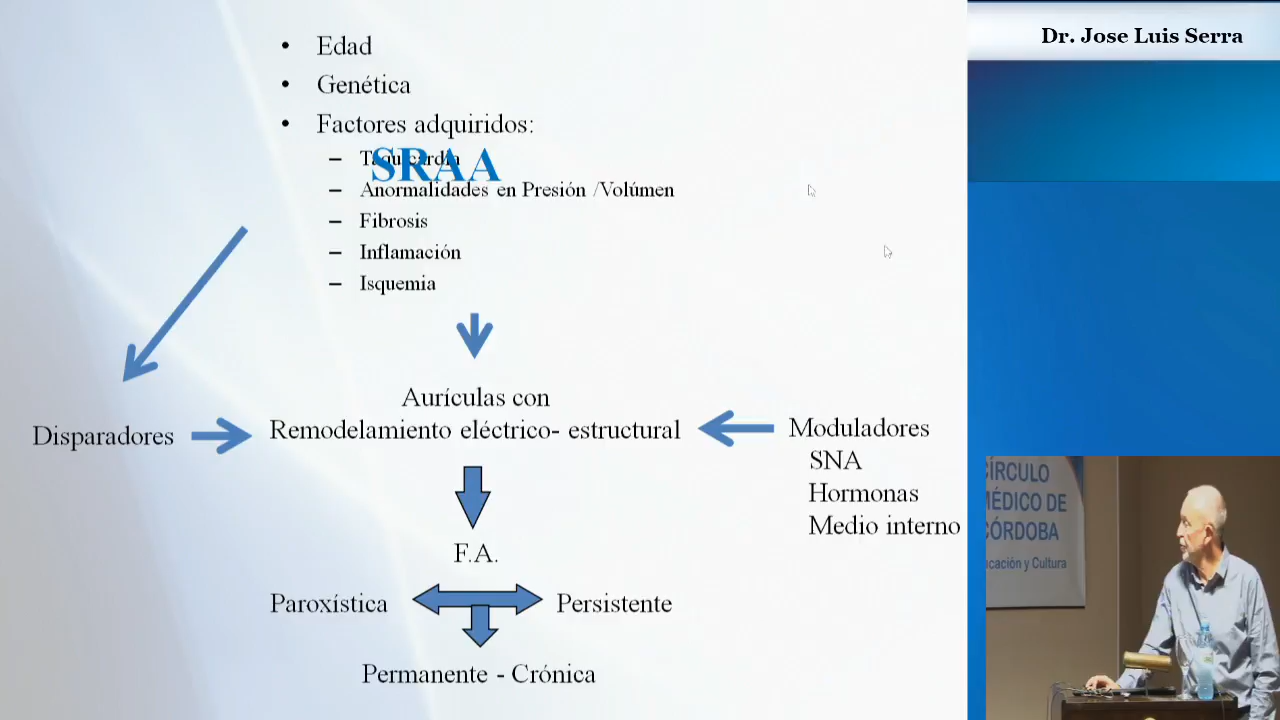 Dr. Jose Luis Serra
• Edad
• Genética
• Factores adquiridos:
– Taquicardia
SRAA
– Anormalidades en Presión /Volúmen
– Fibrosis
– Inflamación
– Isquemia
Aurículas con
Remodelamiento eléctrico- estructural
Disparadores
Moduladores
SNA
Hormonas
Medio interno
F.A.
Paroxística
Persistente
Permanente - Crónica
CÍRCULO
MÉDICO DE
CÓRDOBA
ucación y Cultura